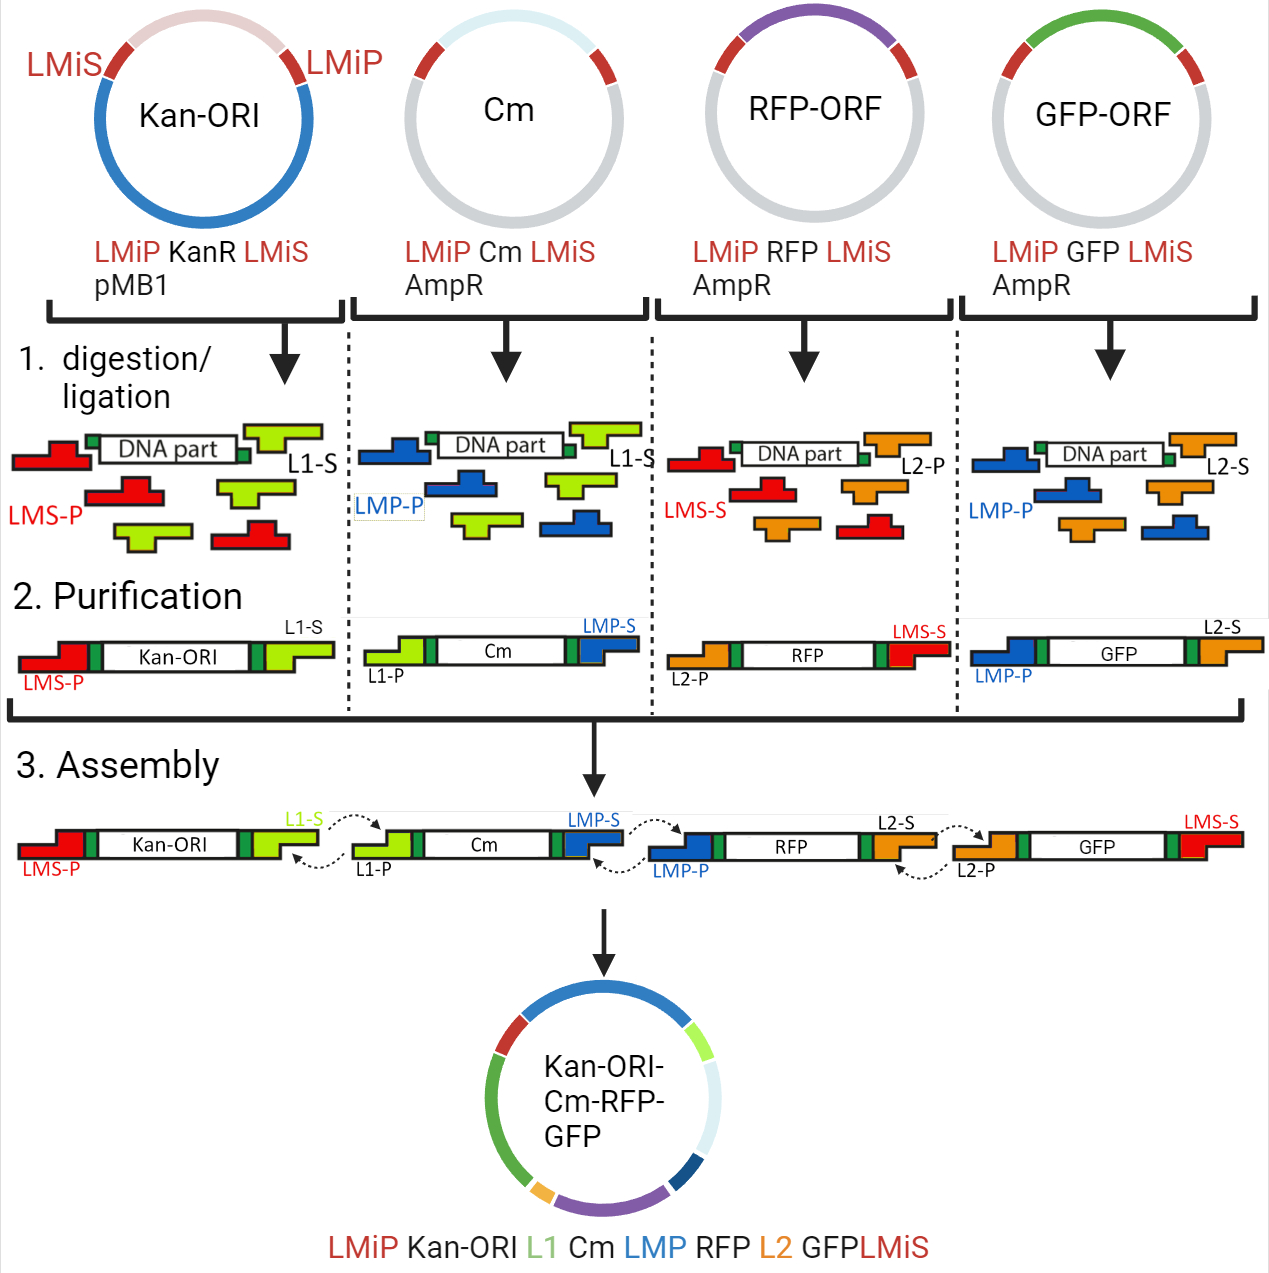 LMiS
LMiP
Kan-ORI
Cm
RFP-ORF
GFP-ORF
LMiP KanR LMiS
pMB1
LMiP Cm LMiS
AmpR
LMiP RFP LMiS
AmpR
LMiP GFP LMiS
AmpR
1. digestion/
ligation
DNA part
L1-S
LMS-P
DNA part
L1-S
LMP-P
DNA part
L2-P
LMS-S
DNA part
L2-S
LMP-P
2. Purification
L1-S
Kan-ORI
LMS-P
LMP-S
Cm
L1-P
LMS-S
RFP
L2-P
L2-S
GFP
LMP-P
3. Assembly
L1-S
Kan-ORI
LMS-P
LMP-S
Cm
L1-P
L2-S
RFP
LMP-P
LMS-S
GFP
L2-P
Kan-ORI-
Cm-RFP-
GFP
LMiP Kan-ORI L1 Cm LMP RFP L2 GFPLMiS